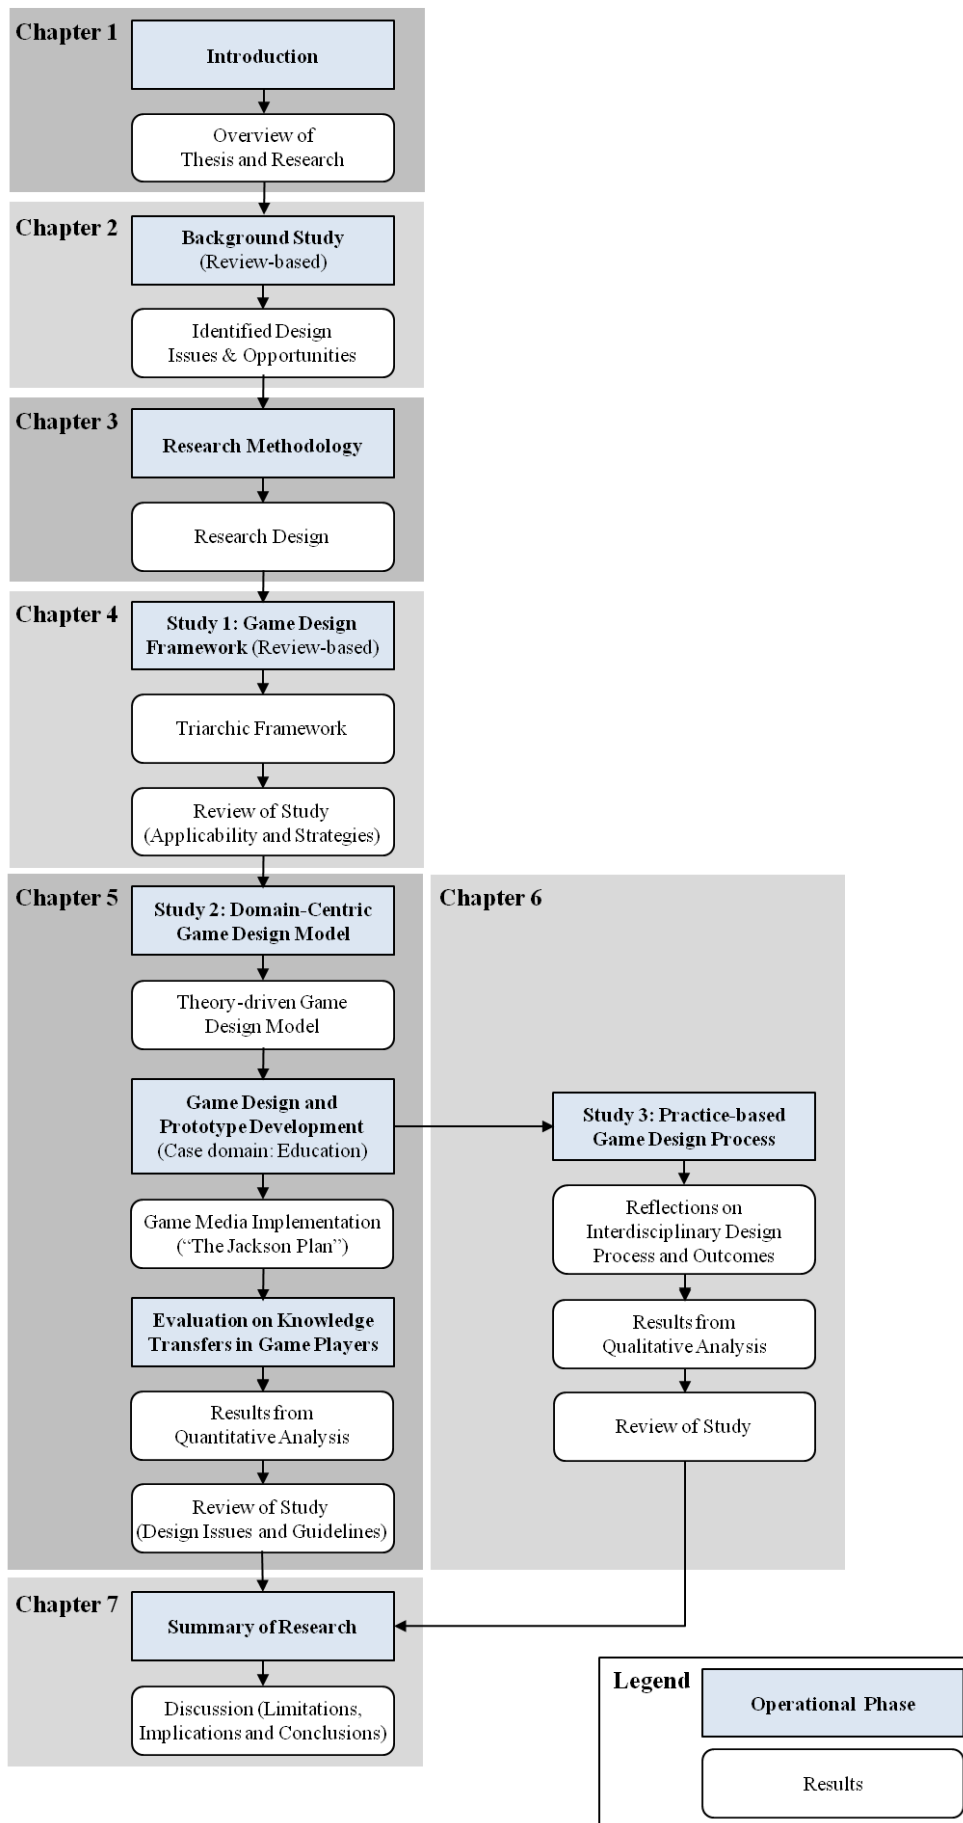 Chapter 1
Introduction
Overview of
Thesis and Research
Chapter 2
Background Study
(Review-based)
Identified Design
Issues & Opportunities
Chapter 3
Research Methodology
Research Design
Chapter 4
Study 1: Game Design
Framework (Review-based)
Triarchic Framework
Review of Study
(Applicability and Strategies)
Chapter 5
Study 2: Domain-Centric
Game Design Model
Theory-driven Game
Design Model
Game Design and
Prototype Development
(Case domain: Education)
Game Media Implementation
(“The Jackson Plan”)
Evaluation on Knowledge
Transfers in Game Players
Results from
Quantitative Analysis
Review of Study
(Design Issues and Guidelines)
Chapter 6
Study 3: Practice-based
Game Design Process
Reflections on
Interdisciplinary Design
Process and Outcomes
Results from
Qualitative Analysis
Review of Study
Chapter 7
Summary of Research
Discussion (Limitations,
Implications and Conclusions)
Legend
Operational Phase
Results